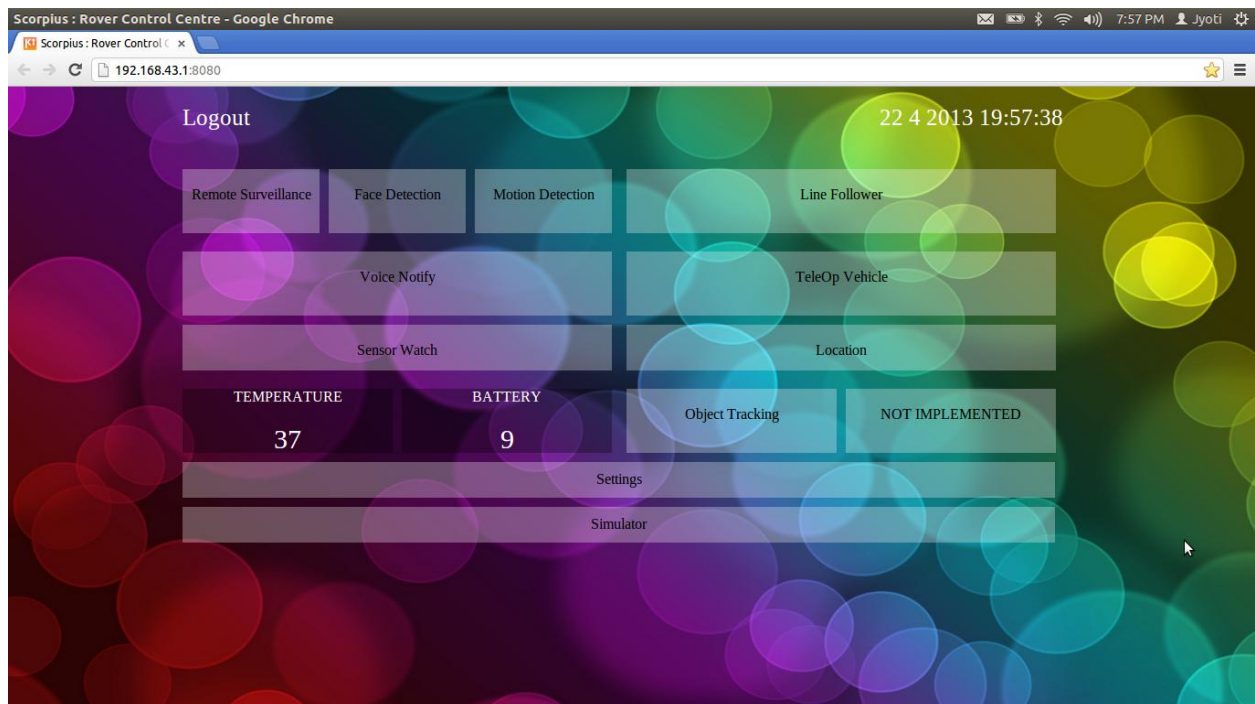 Scorpius : Rover Control Centre - Google Chrome
7:57 PM Jyoti
Scorpius : Rover Control C
192.168.43.1:8080
Logout
22 4 2013 19:57:38
Remote Surveillance
Face Detection
Motion Detection
Line Follower
Voice Notify
TeleOp Vehicle
Sensor Watch
Location
TEMPERATURE
BATTERY
37
9
Object Tracking
NOT IMPLEMENTED
Settings
Simulator